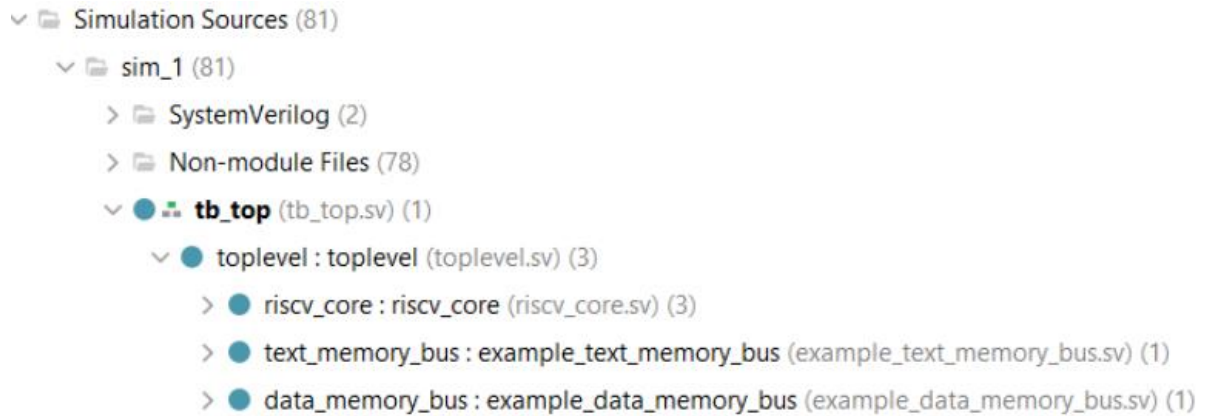 Simulation Sources (81)
sim_1 (81)
SystemVerilog (2)
Non-module Files (78)
tb_top (tb_top.sv) (1)
toplevel : toplevel (toplevel.sv) (3)
riscv_core : riscv_core (riscv_core.sv) (3)
text_memory_bus : example_text_memory_bus (example_text_memory_bus.sv) (1)
data_memory_bus : example_data_memory_bus (example_data_memory_bus.sv) (1)